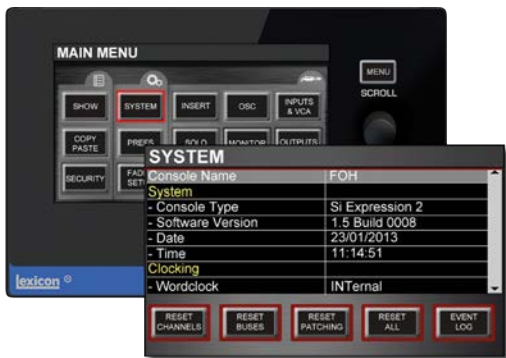 MAIN MENU
MENU
SCROLL
SHOW
SYSTEM
INSERT
OSC
INPUTS
& VCA
COPY
PASTE
PREFS
SOLO
MONITOR
OUTPUTS
SECURITY
SYSTEM
Console Name FOH
System
- Console Type Si Expression 2
- Software Version 1.5 Build 0008
- Date 23/01/2013
- Time 11:14:51
Clocking
- Wordclock INTernal
RESET
CHANNELS
RESET
BUSES
RESET
PATCHING
RESET
ALL
EVENT
LOG
lexicon